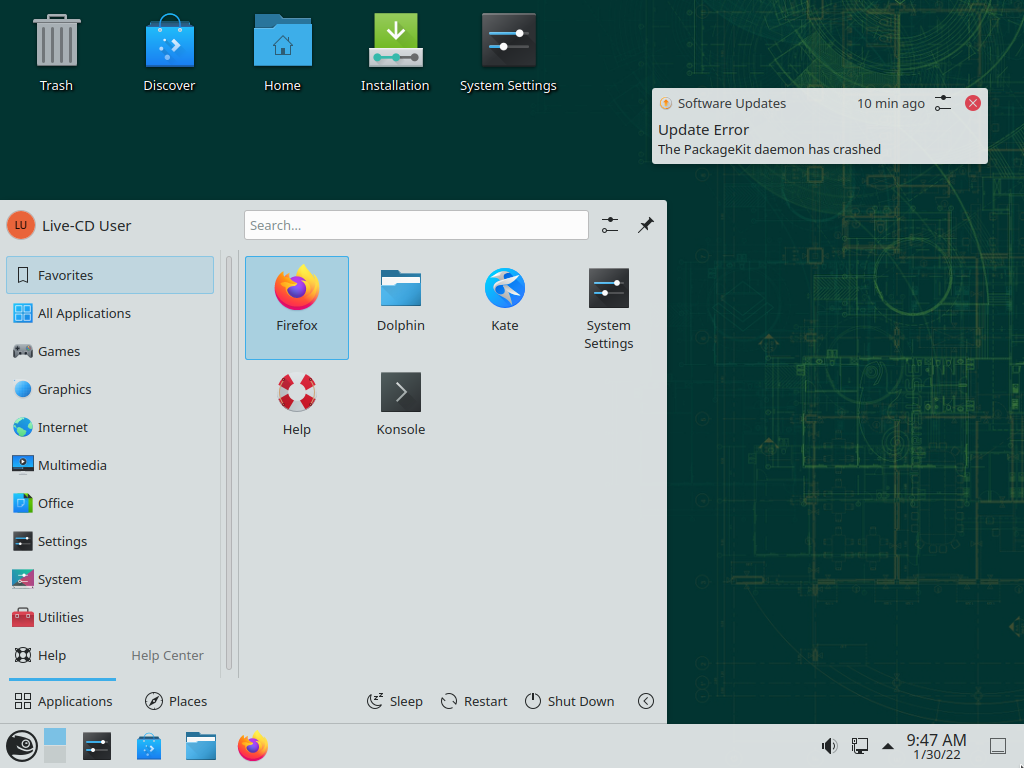 Trash
Discover
Home
Installation
System Settings
Software Updates 10 min ago
Update Error
The PackageKit daemon has crashed
LU Live-CD User
Search...
Favorites
All Applications
Games
Graphics
Internet
Multimedia
Office
Settings
System
Utilities
Help Help Center
Firefox
Dolphin
Kate
System
Settings
Help
Konsole
Applications
Places
Sleep
Restart
Shut Down
9:47 AM
1/30/22